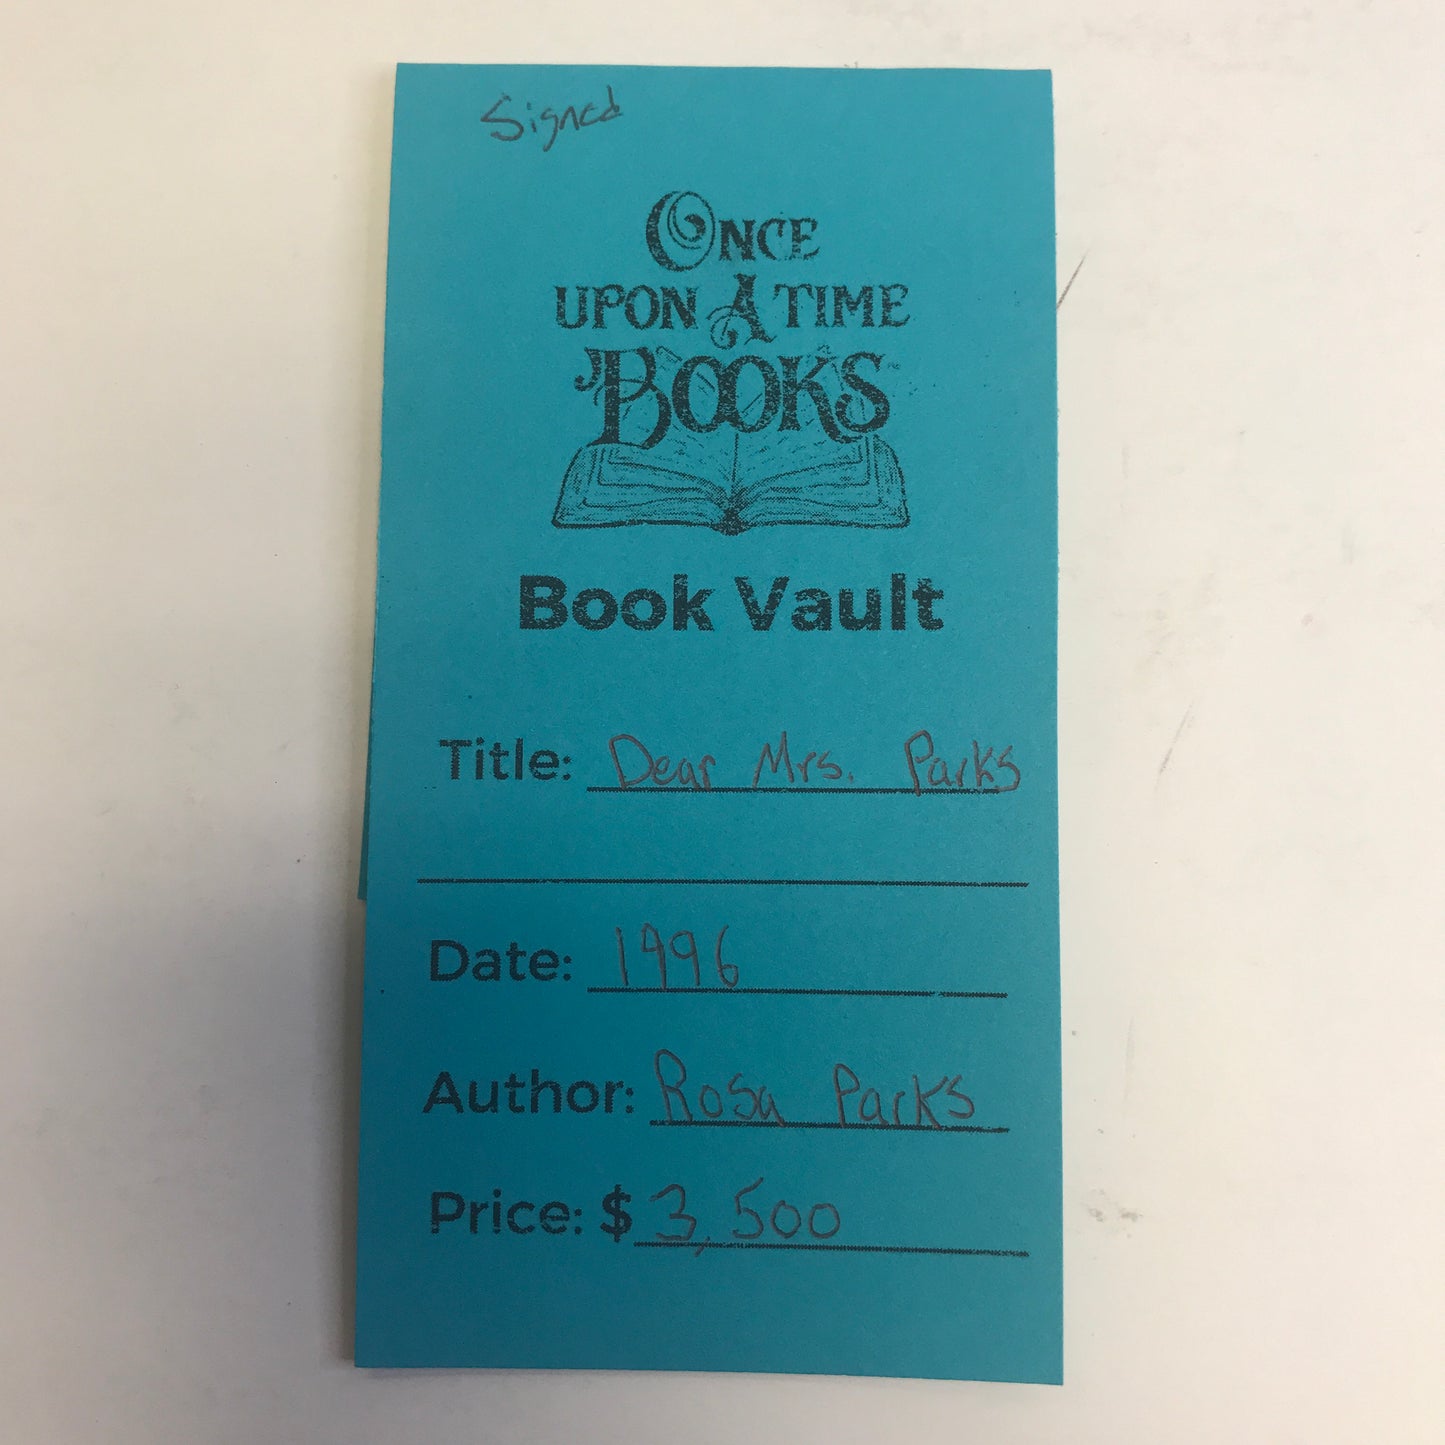 Signed
ONCE
UPON A TIME
BOOKS
Book Vault
Title: Dear Mrs. Parks
Date: 1996
Author: Rosa Parks
Price: $ 3,500